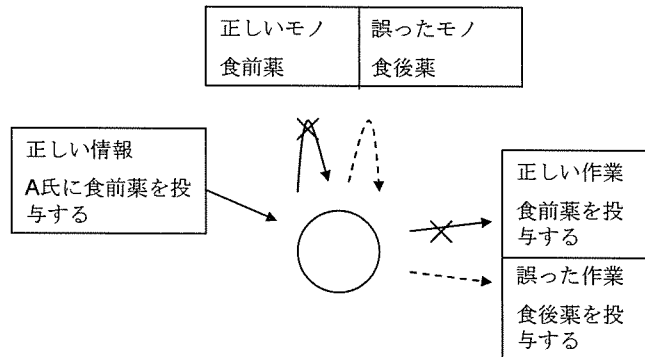 正しいモノ
食前薬
誤ったモノ
食後薬
正しい情報
A氏に食前薬を投
与する
正しい作業
食前薬を投
与する
誤った作業
食後薬を投
与する